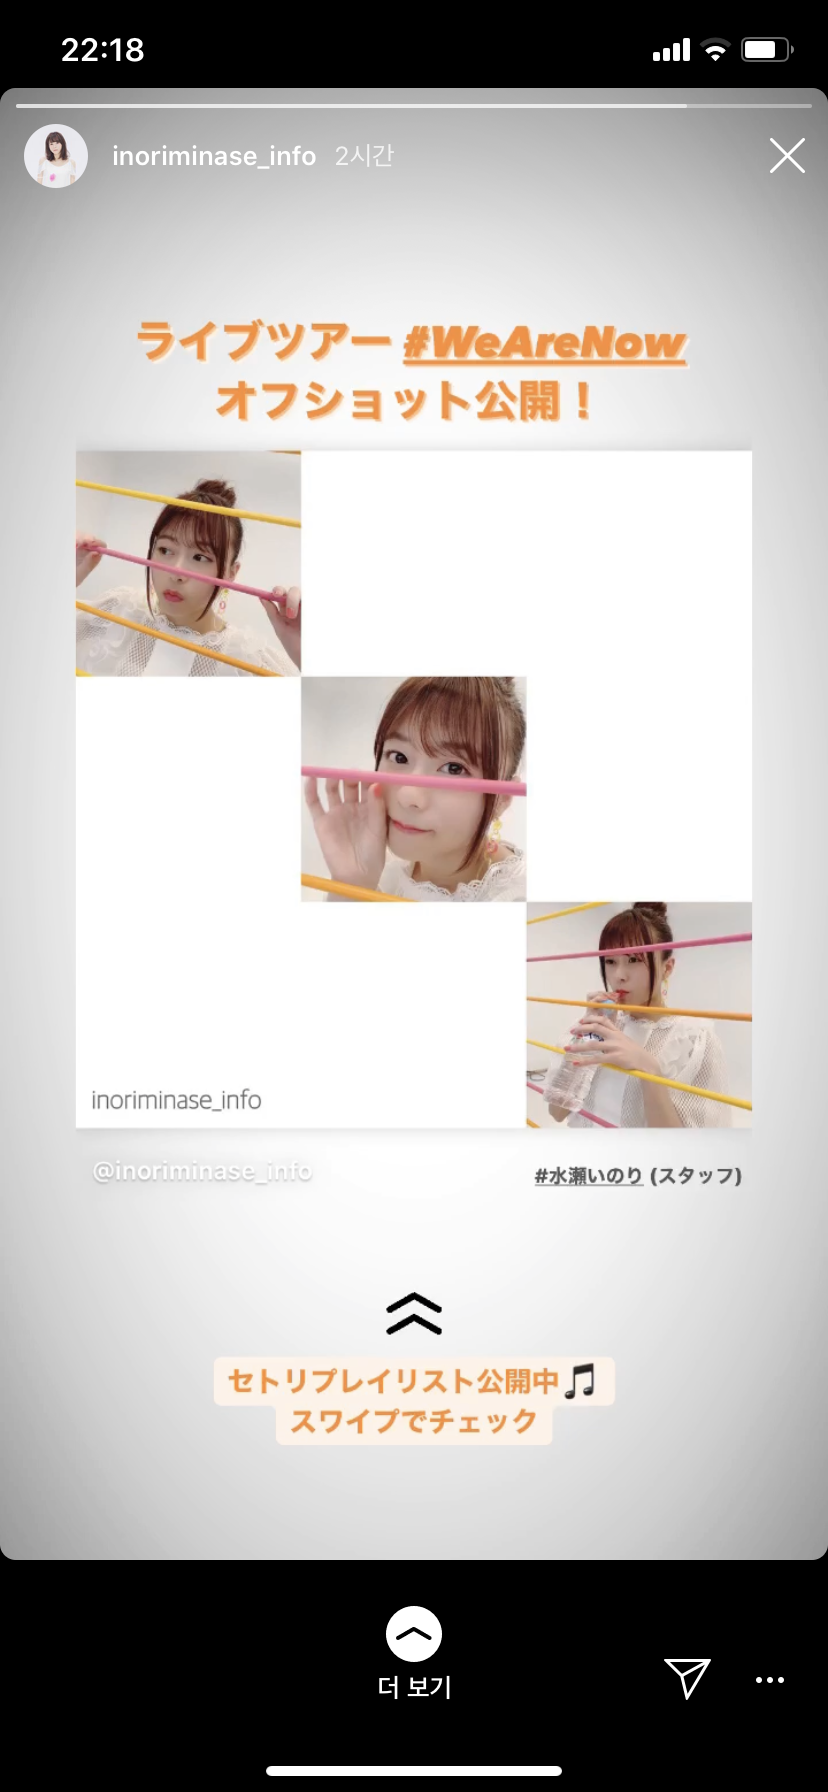 22:18
inoriminase_info 2시간
ライブツアー #WeAreNow
オフショット公開！
inoriminase_info
@inoriminase_info
#水瀬いのり (スタッフ)
セトリプレイリスト公開中🎵
スワイプでチェック
더 보기